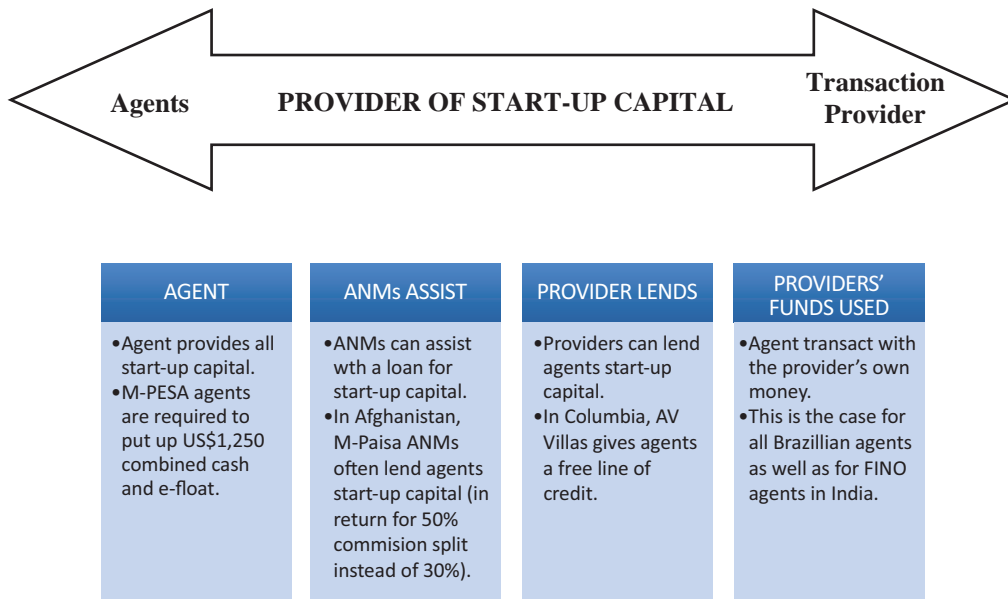 Agents
PROVIDER OF START-UP CAPITAL
Transaction
Provider
AGENT
•Agent provides all
start-up capital.
•M-PESA agents
are required to
put up US$1,250
combined cash
and e-float.
ANMs ASSIST
•ANMs can assist
wth a loan for
start-up capital.
•In Afghanistan,
M-Paisa ANMs
often lend agents
start-up capital (in
return for 50%
commision split
instead of 30%).
PROVIDER LENDS
•Providers can lend
agents start-up
capital.
•In Columbia, AV
Villas gives agents
a free line of
credit.
PROVIDERS’
FUNDS USED
•Agent transact with
the provider’s own
money.
•This is the case for
all Brazillian agents
as well as for FINO
agents in India.